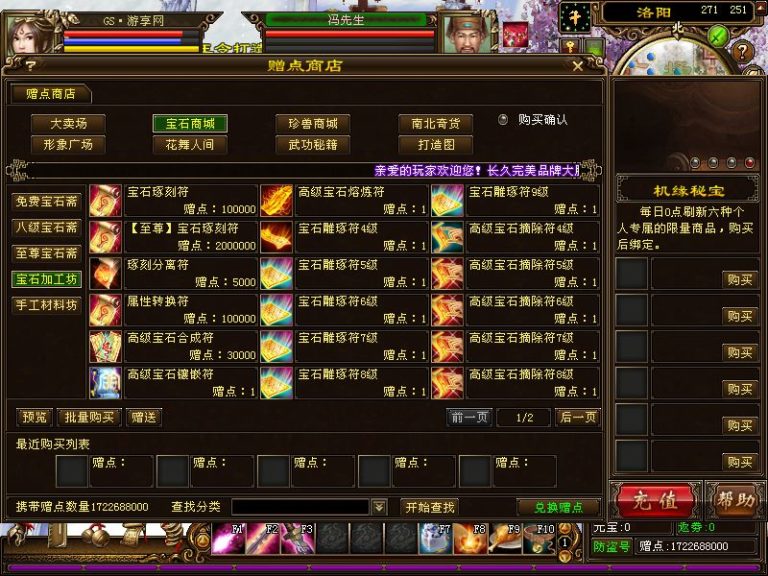 GS·游享网
冯先生
洛阳 271 251
北
赠点商店
赠点商店
大卖场 宝石商城 珍兽商城 南北奇货 购买确认
形象广场 花舞人间 武功秘籍 打造图
亲爱的玩家欢迎您！长久完美品牌大
免费宝石斋
八级宝石斋
至尊宝石斋
宝石加工坊
手工材料坊
宝石琢刻符 赠点：100000
高级宝石熔炼符 赠点：1
宝石雕琢符9级 赠点：1
【至尊】宝石琢刻符 赠点：2000000
宝石雕琢符4级 赠点：1
高级宝石摘除符4级 赠点：1
琢刻分离符 赠点：5000
宝石雕琢符5级 赠点：1
高级宝石摘除符5级 赠点：1
属性转换符 赠点：100000
宝石雕琢符6级 赠点：1
高级宝石摘除符6级 赠点：1
高级宝石合成符 赠点：30000
宝石雕琢符7级 赠点：1
高级宝石摘除符7级 赠点：1
高级宝石镶嵌符 赠点：1
宝石雕琢符8级 赠点：1
高级宝石摘除符8级 赠点：1
预览 批量购买 赠送 前一页 1/2 后一页
最近购买列表
赠点： 赠点： 赠点： 赠点： 赠点：
携带赠点数量1722688000 查找分类 开始查找 兑换赠点
机缘秘宝
每日0点刷新六种个
人专属的限量商品，购买
后绑定。
购买
购买
购买
购买
购买
购买
充值 帮助
F1 F2 F3 F7 F8 F9 F10 1
元宝:0
防盗号 赠点:1722688000